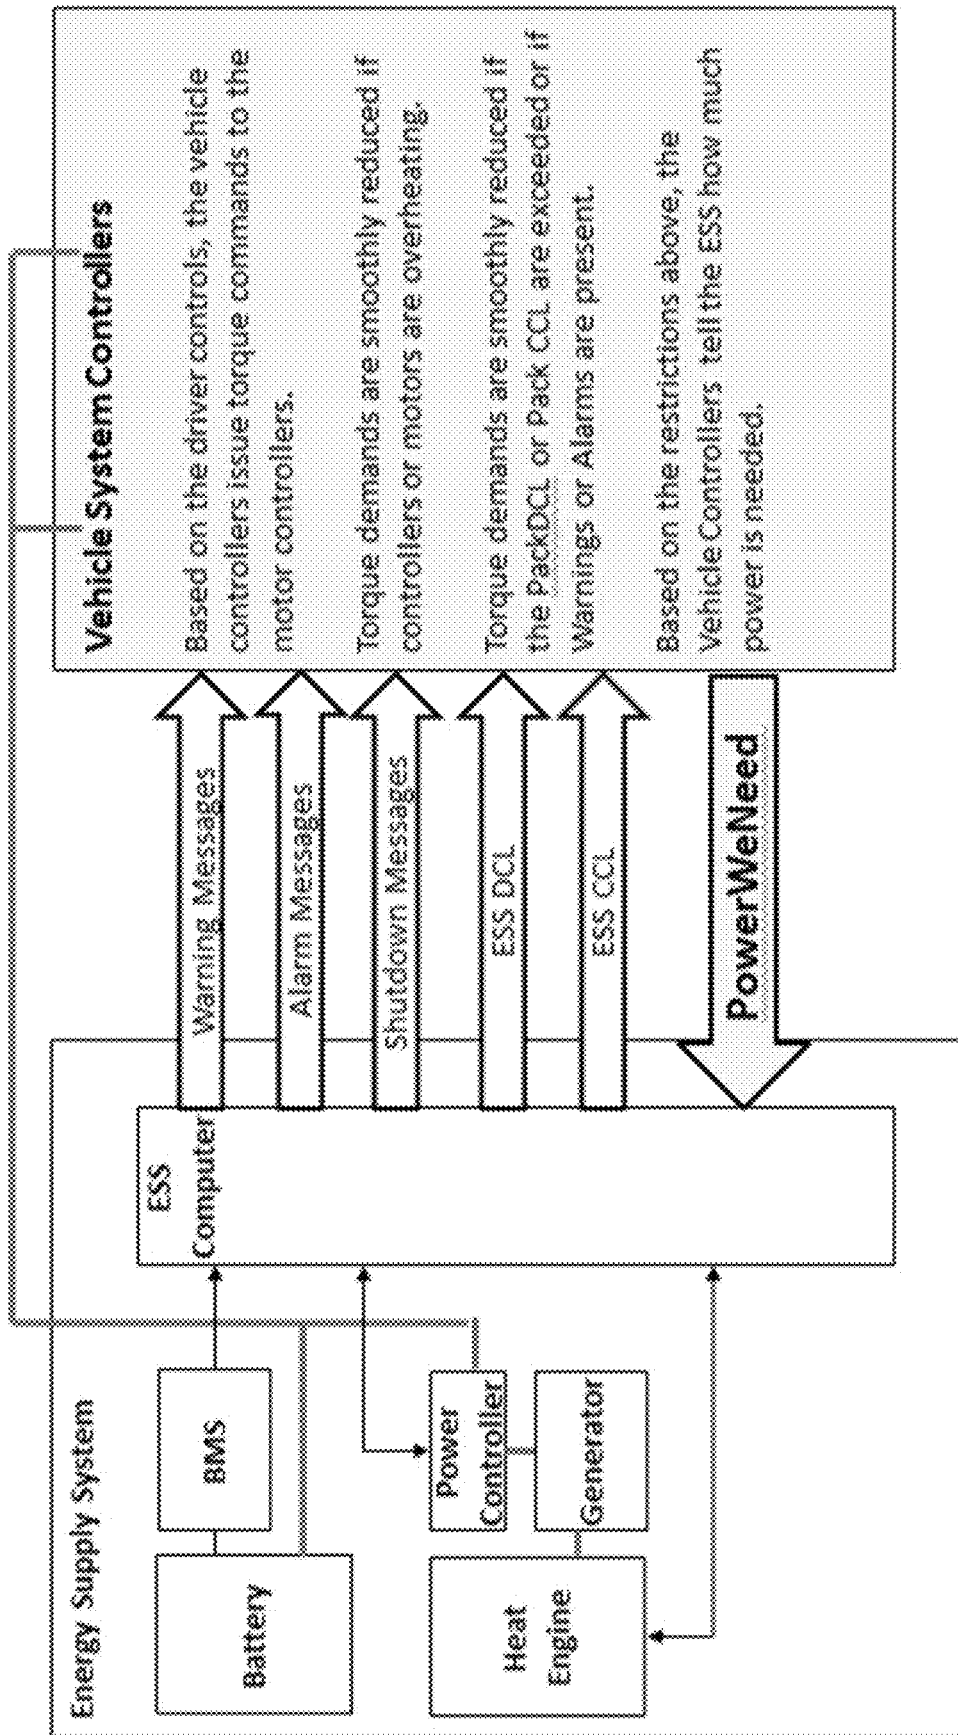 Energy Supply System
Battery
BMS
Heat
Engine
Power
Controller
Generator
ESS
Computer
Warning Messages
Alarm Messages
Shutdown Messages
ESS DCL
ESS CCL
PowerWeNeed
Vehicle System Controllers
Based on the driver controls, the vehicle
controllers issue torque commands to the
motor controllers.
Torque demands are smoothly reduced if
controllers or motors are overheating.
Torque demands are smoothly reduced if
the PackDCL or Pack CCL are exceeded or if
Warnings or Alarms are present.
Based on the restrictions above, the
Vehicle Controllers tell the ESS how much
power is needed.